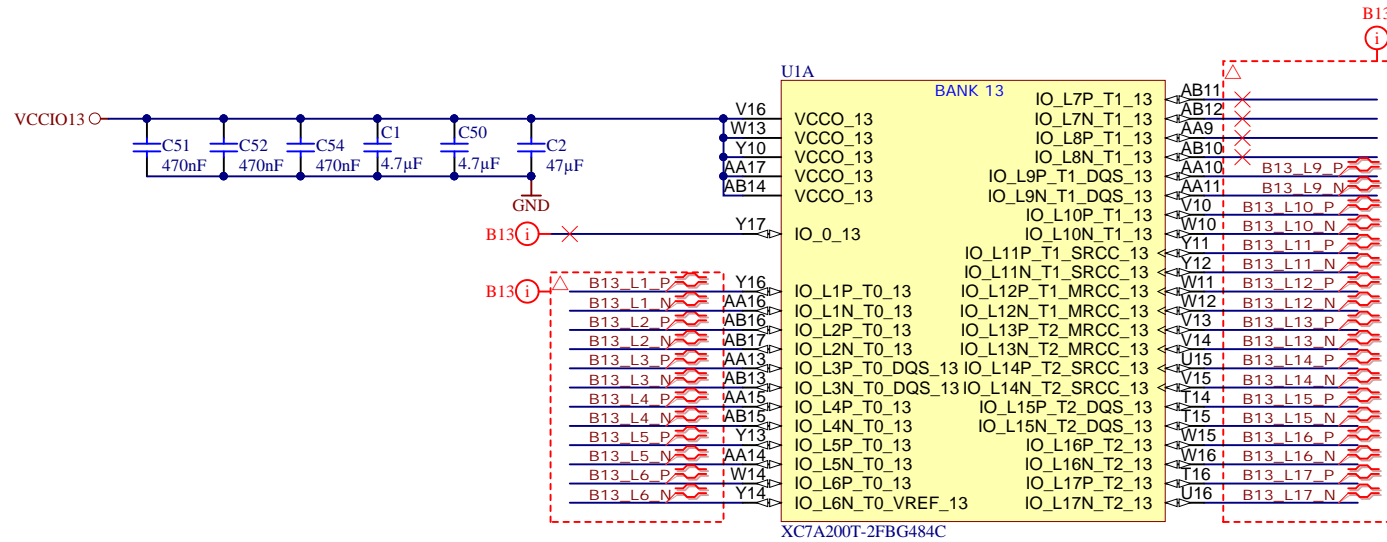 B13
i
U1A
BANK 13
VCCIO13
C51
470nF
C52
470nF
C54
470nF
C1
4.7µF
C50
4.7µF
C2
47µF
GND
V16 VCCO_13
W13 VCCO_13
Y10 VCCO_13
AA17 VCCO_13
AB14 VCCO_13
B13 i Y17 IO_0_13
B13 i
B13_L1_P Y16 IO_L1P_T0_13
B13_L1_N AA16 IO_L1N_T0_13
B13_L2_P AB16 IO_L2P_T0_13
B13_L2_N AB17 IO_L2N_T0_13
B13_L3_P AA13 IO_L3P_T0_DQS_13
B13_L3_N AB13 IO_L3N_T0_DQS_13
B13_L4_P AA15 IO_L4P_T0_13
B13_L4_N AB15 IO_L4N_T0_13
B13_L5_P Y13 IO_L5P_T0_13
B13_L5_N AA14 IO_L5N_T0_13
B13_L6_P W14 IO_L6P_T0_13
B13_L6_N Y14 IO_L6N_T0_VREF_13
IO_L7P_T1_13 AB11
IO_L7N_T1_13 AB12
IO_L8P_T1_13 AA9
IO_L8N_T1_13 AB10
IO_L9P_T1_DQS_13 AA10 B13_L9_P
IO_L9N_T1_DQS_13 AA11 B13_L9_N
IO_L10P_T1_13 V10 B13_L10_P
IO_L10N_T1_13 W10 B13_L10_N
IO_L11P_T1_SRCC_13 Y11 B13_L11_P
IO_L11N_T1_SRCC_13 Y12 B13_L11_N
IO_L12P_T1_MRCC_13 W11 B13_L12_P
IO_L12N_T1_MRCC_13 W12 B13_L12_N
IO_L13P_T2_MRCC_13 V13 B13_L13_P
IO_L13N_T2_MRCC_13 V14 B13_L13_N
IO_L14P_T2_SRCC_13 U15 B13_L14_P
IO_L14N_T2_SRCC_13 V15 B13_L14_N
IO_L15P_T2_DQS_13 T14 B13_L15_P
IO_L15N_T2_DQS_13 T15 B13_L15_N
IO_L16P_T2_13 W15 B13_L16_P
IO_L16N_T2_13 W16 B13_L16_N
IO_L17P_T2_13 T16 B13_L17_P
IO_L17N_T2_13 U16 B13_L17_N
XC7A200T-2FBG484C